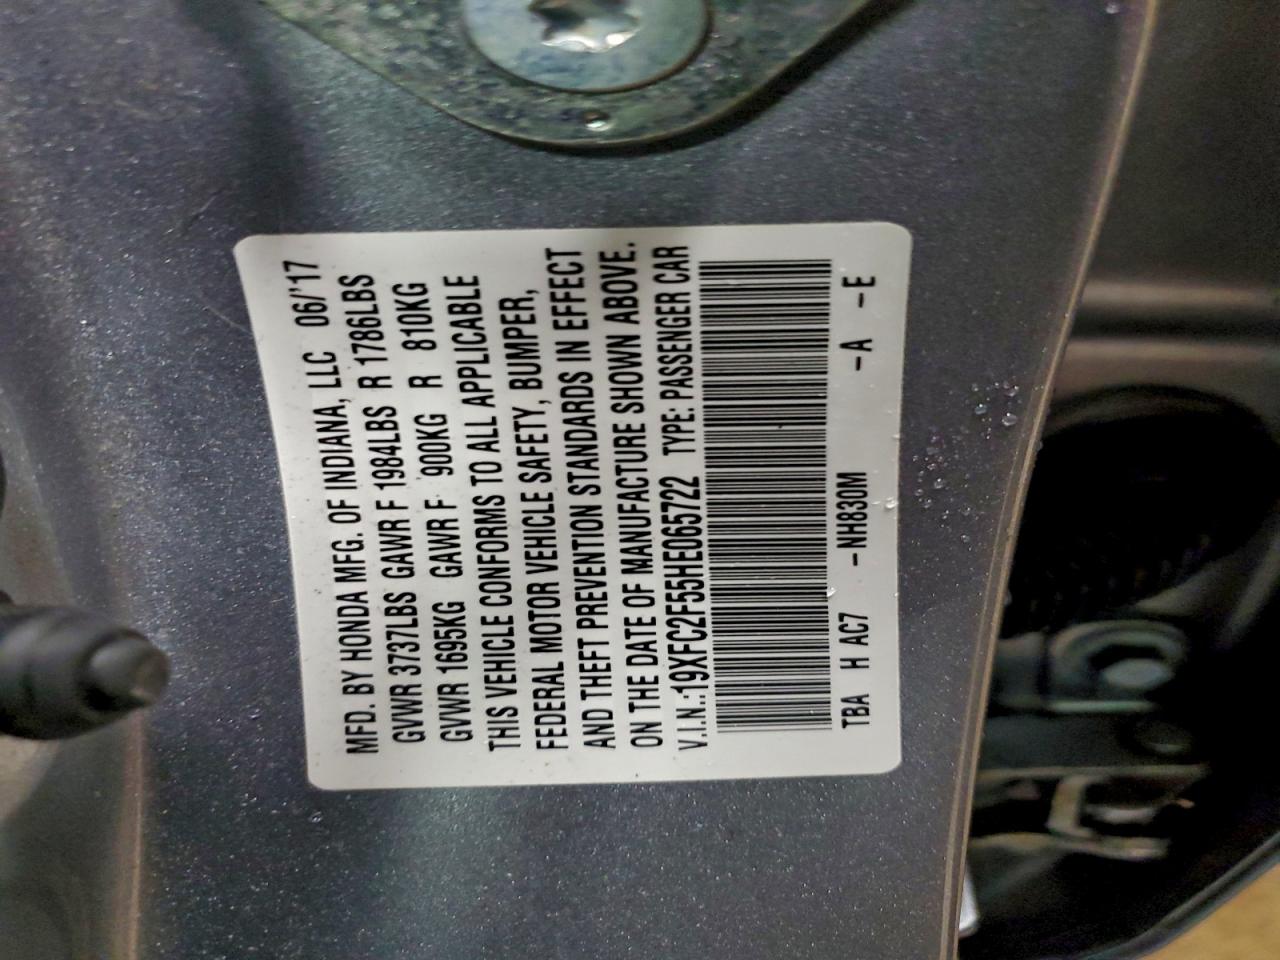 MFD. BY HONDA MFG. OF INDIANA, LLC 06/'17
GVWR 3737LBS GAWR F 1984LBS R 1786LBS
GVWR 1695KG GAWR F 900KG R 810KG
THIS VEHICLE CONFORMS TO ALL APPLICABLE
FEDERAL MOTOR VEHICLE SAFETY, BUMPER,
AND THEFT PREVENTION STANDARDS IN EFFECT
ON THE DATE OF MANUFACTURE SHOWN ABOVE.
V.I.N.:19XFC2F55HE065722 TYPE: PASSENGER CAR
TBA H AC7 -NH830M -A -E